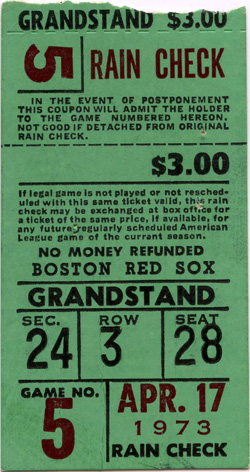 GRANDSTAND $3.00
5 RAIN CHECK
IN THE EVENT OF POSTPONEMENT
THIS COUPON WILL ADMIT THE HOLDER
TO THE GAME NUMBERED HEREON.
NOT GOOD IF DETACHED FROM ORIGINAL
RAIN CHECK.
$3.00
If legal game is not played or not resched-
uled with this same ticket valid, this rain
check may be exchanged at box office for
a ticket of the same price, if available, for
any future regularly scheduled American
League game of the current season.
NO MONEY REFUNDED
BOSTON RED SOX
GRANDSTAND
SEC. ROW SEAT
24 3 28
GAME NO. APR. 17
5 1973
RAIN CHECK